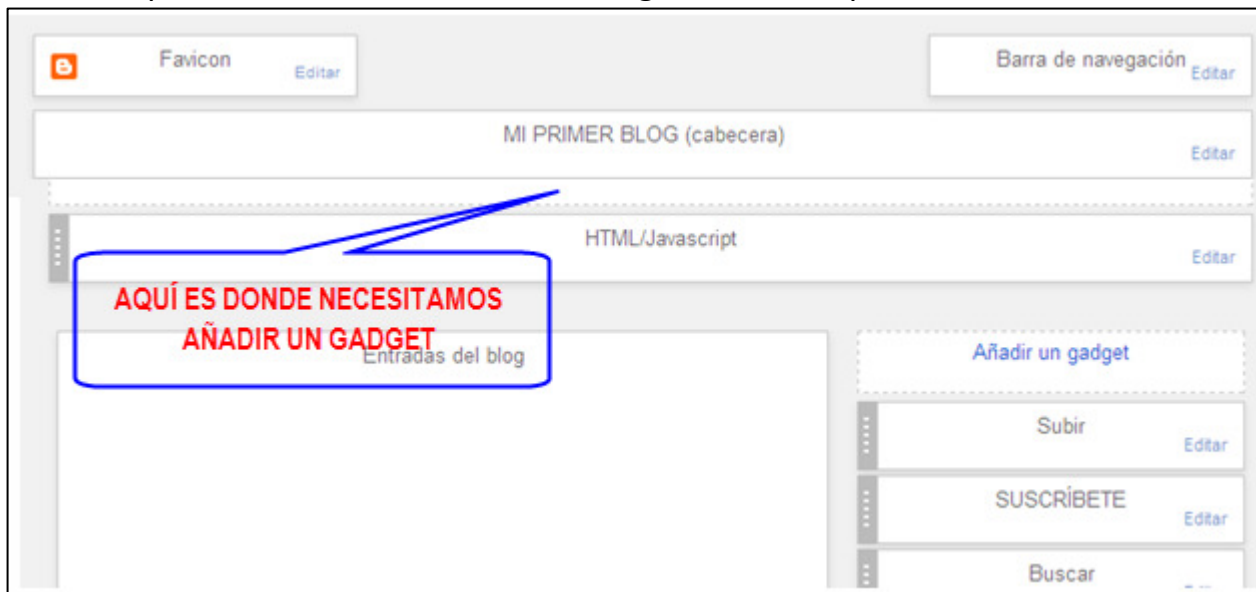 Favicon
Editar
Barra de navegación
Editar
MI PRIMER BLOG (cabecera)
Editar
HTML/Javascript
Editar
AQUÍ ES DONDE NECESITAMOS
AÑADIR UN GADGET
Entradas del blog
Añadir un gadget
Subir
Editar
SUSCRÍBETE
Editar
Buscar